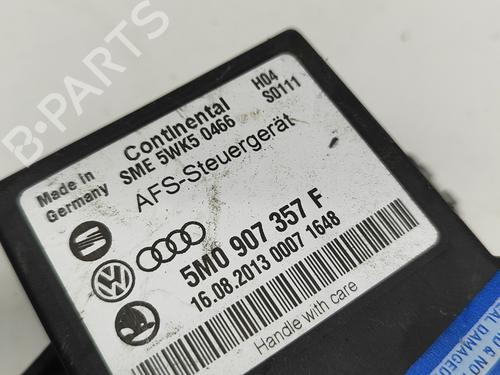 B-PARTS
Continental
SME 5WK5 0466
H04
S0111
Made in
Germany
AFS-Steuergerät
5M0 907 357 F
16.08.2013 0007 1648
Handle with care